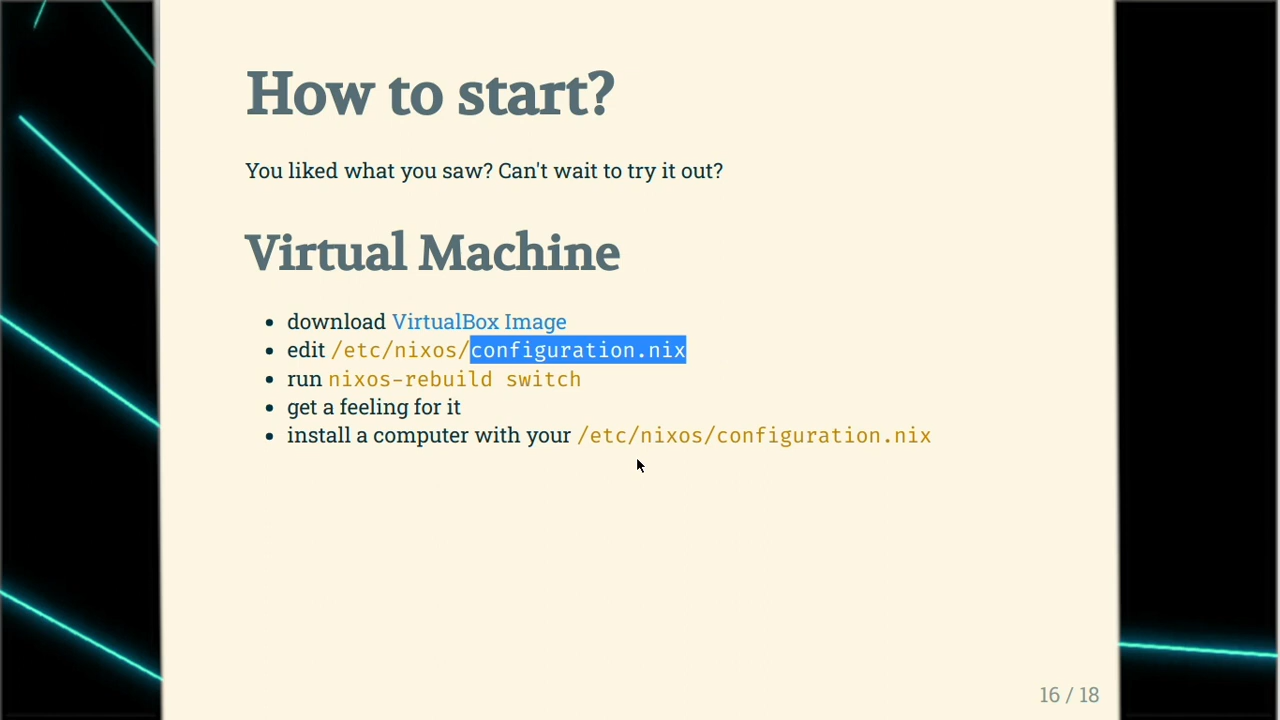 How to start?
You liked what you saw? Can't wait to try it out?
Virtual Machine
• download VirtualBox Image
• edit /etc/nixos/configuration.nix
• run nixos-rebuild switch
• get a feeling for it
• install a computer with your /etc/nixos/configuration.nix
16 / 18